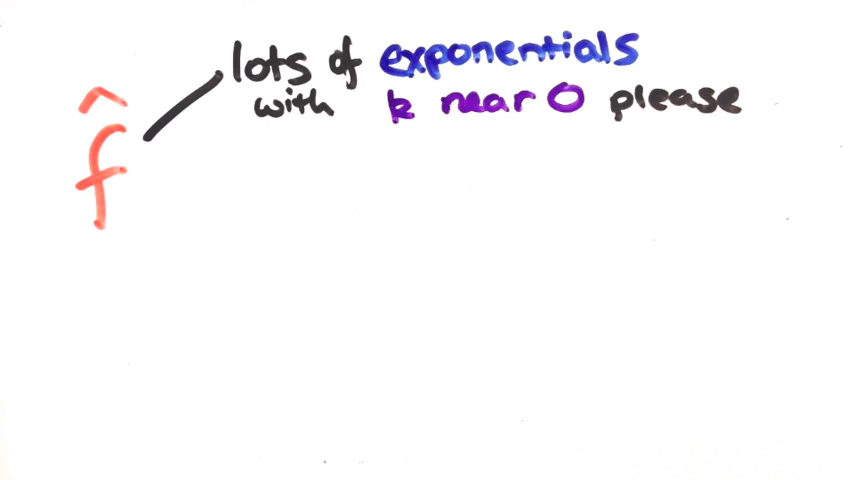 lots of exponentials
with k near 0 please
f̂